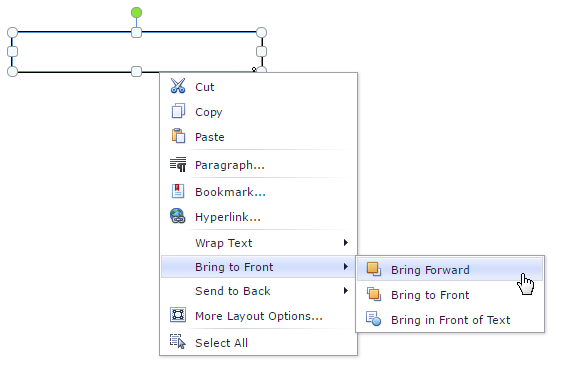 Cut
Copy
Paste
Paragraph...
Bookmark...
Hyperlink...
Wrap Text
Bring to Front
Send to Back
More Layout Options...
Select All
Bring Forward
Bring to Front
Bring in Front of Text